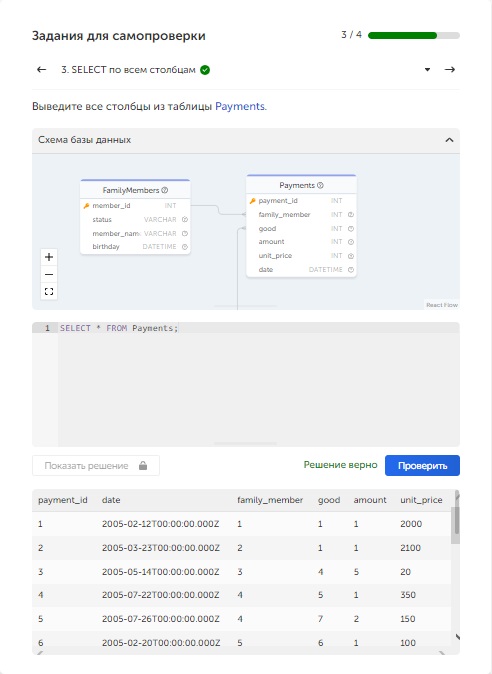 Задания для самопроверки
3 / 4
3. SELECT по всем столбцам
Выведите все столбцы из таблицы Payments.
Схема базы данных
FamilyMembers
member_id INT
status VARCHAR
member_nam VARCHAR
birthday DATETIME
Payments
payment_id INT
family_member INT
good INT
amount INT
unit_price INT
date DATETIME
React Flow
1 SELECT * FROM Payments;
Показать решение
Решение верно
Проверить
payment_id date family_member good amount unit_price
1 2005-02-12T00:00:00.000Z 1 1 1 2000
2 2005-03-23T00:00:00.000Z 2 1 1 2100
3 2005-05-14T00:00:00.000Z 3 4 5 20
4 2005-07-22T00:00:00.000Z 4 5 1 350
5 2005-07-26T00:00:00.000Z 4 7 2 150
6 2005-02-20T00:00:00.000Z 5 6 1 100